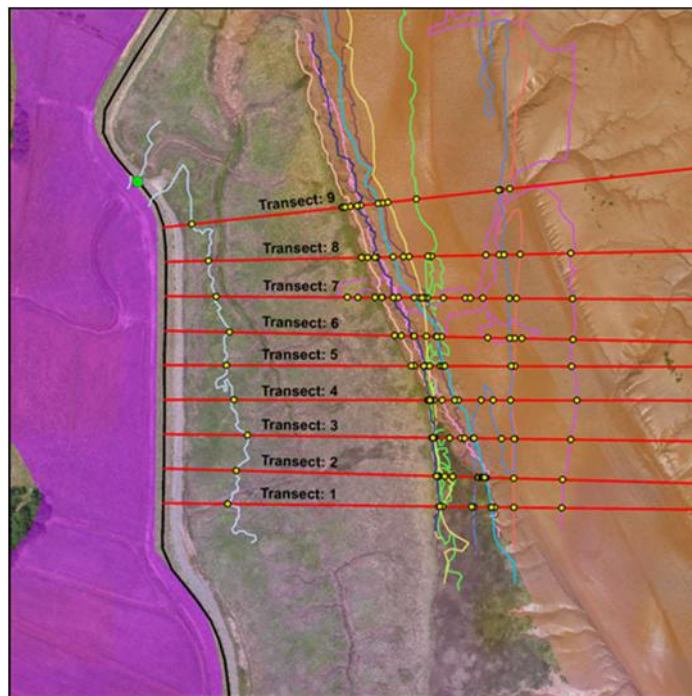 Transect: 9
Transect: 8
Transect: 7
Transect: 6
Transect: 5
Transect: 4
Transect: 3
Transect: 2
Transect: 1